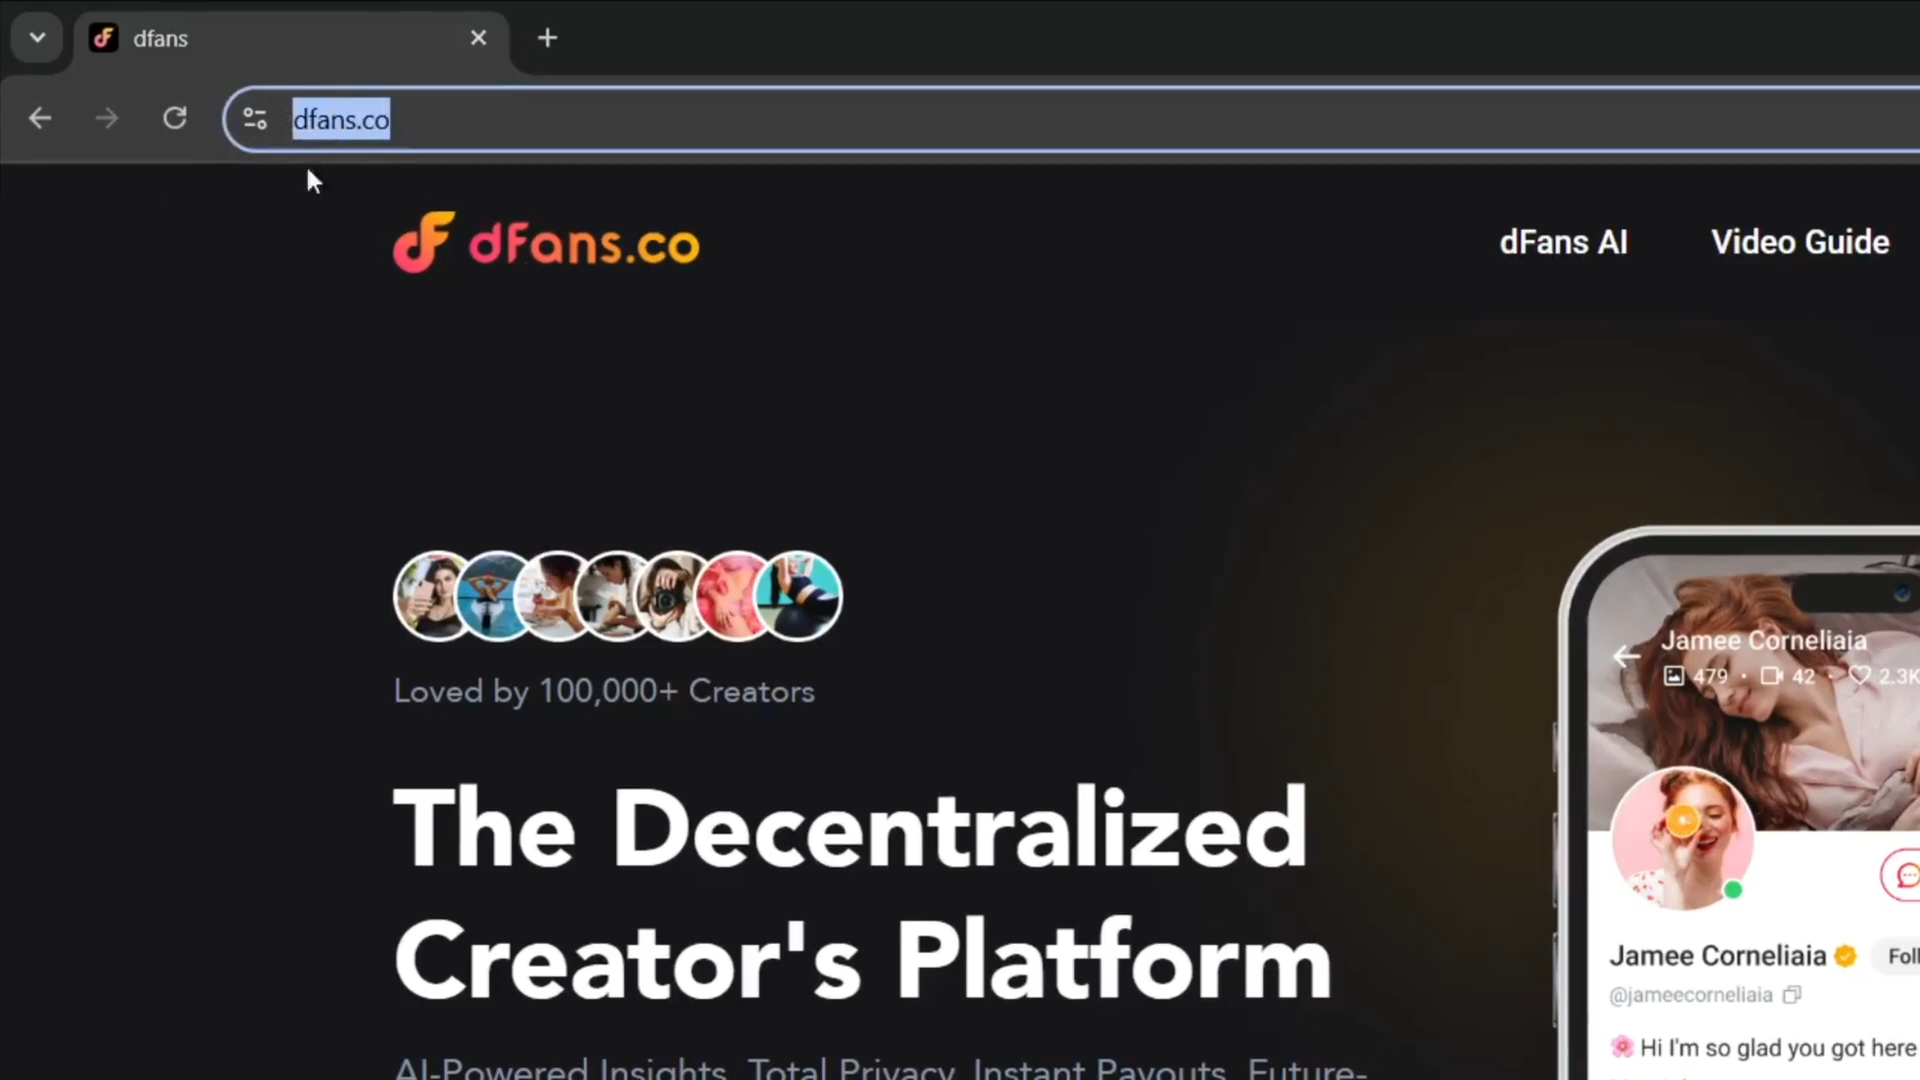 dfans
dfans.co
dFans.co
dFans AI
Video Guide
Loved by 100,000+ Creators
The Decentralized
Creator's Platform
AI-Powered Insights, Total Privacy, Instant Payouts, Future-
Jamee Corneliaia
479 · 42 · 2.3K
Jamee Corneliaia
Foll
@jameecorneliaia
🌸 Hi I'm so glad you got here